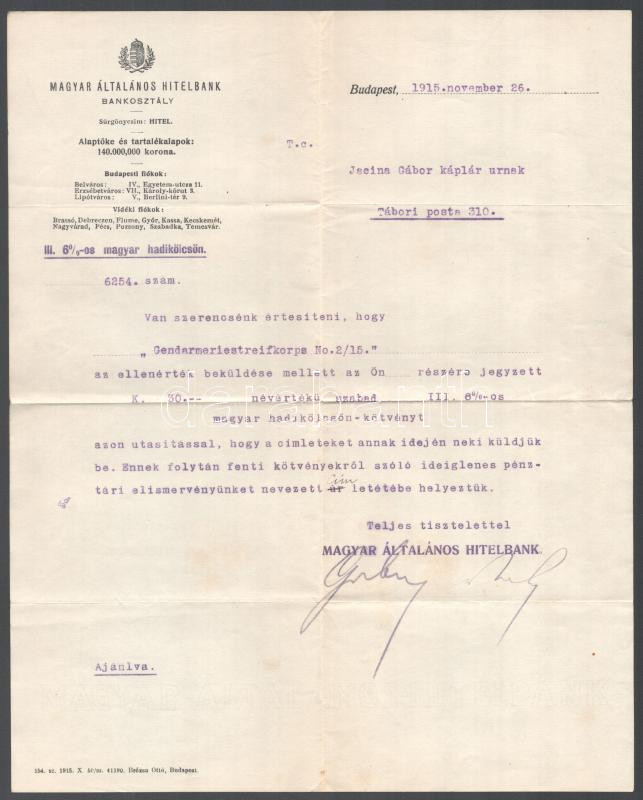 MAGYAR ÁLTALÁNOS HITELBANK
BANKOSZTÁLY
Sürgönycim: HITEL.
Alaptőke és tartalékalapok:
140.000,000 korona.
Budapesti fiókok:
Belváros: IV., Egyetem-utcza 11.
Erzsébetváros: VII., Károly-körut 3.
Lipótváros: V., Berlini-tér 9.
Vidéki fiókok:
Brassó, Debreczen, Fiume, Győr, Kassa, Kecskemét,
Nagyvárad, Pécs, Pozsony, Szabadka, Temesvár.
III. 6%-os magyar hadikölcsön.
Budapest, 1915.november 26.
T.c.
Jacina Gábor káplár urnak
Tábori posta 310.
6254. szám.
Van szerencsénk értesíteni, hogy
„ Gendarmeriestreifkorps No.2/15."
az ellenérték beküldése mellett az Ön részére jegyzett
K. 30.-- névértékü szabad III. 6%-os
magyar hadikölcsön-kötvényt
azon utasitással, hogy a cimleteket annak idején neki küldjük
be. Ennek folytán fenti kötvényekről szóló ideiglenes pénz-
tári elismervényünket nevezett úr letétébe helyeztük.
Teljes tisztelettel
MAGYAR ÁLTALÁNOS HITELBANK
Ajánlva.
154. sz. 1915. X. 50/m. 41190. Brózsa Ottó, Budapest.
darabanth